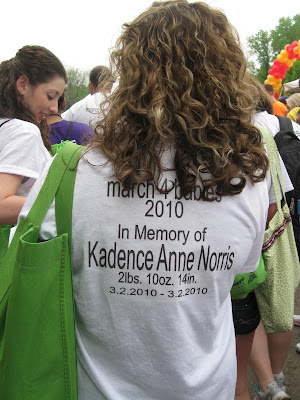 march 4 babies
2010
In Memory of
Kadence Anne Norris
2lbs. 10oz. 14in.
3.2.2010 - 3.2.2010